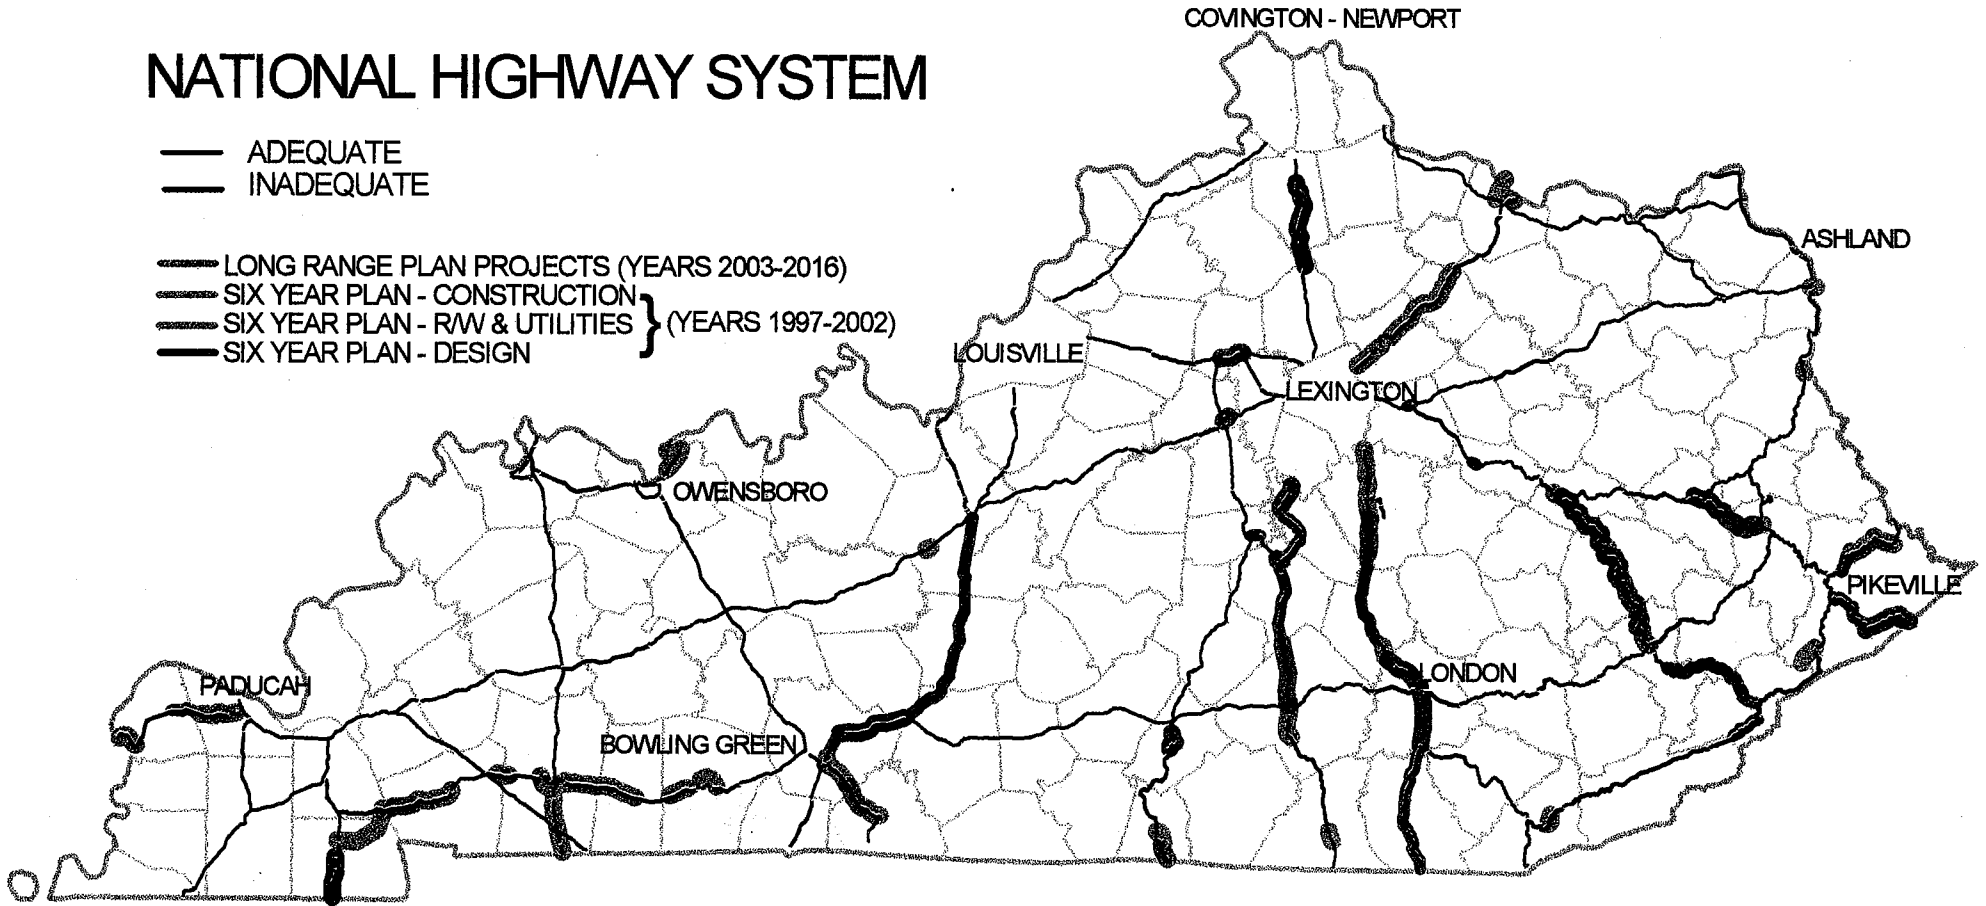 COVINGTON - NEWPORT
NATIONAL HIGHWAY SYSTEM
ADEQUATE
INADEQUATE
LONG RANGE PLAN PROJECTS (YEARS 2003-2016)
SIX YEAR PLAN - CONSTRUCTION
SIX YEAR PLAN - R/W & UTILITIES } (YEARS 1997-2002)
SIX YEAR PLAN - DESIGN
ASHLAND
LOUISVILLE
LEXINGTON
OWENSBORO
PIKEVILLE
LONDON
PADUCAH
BOWLING GREEN